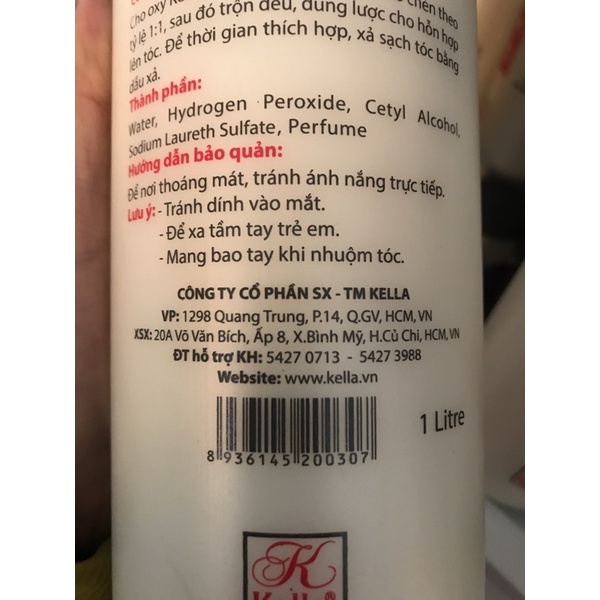 Cho oxy chén theo
tỷ lệ 1:1, sau đó trộn đều, dùng lược cho hỗn hợp
lên tóc. Để thời gian thích hợp, xả sạch tóc bằng
dầu xả.
Thành phần:
Water, Hydrogen Peroxide, Cetyl Alcohol,
Sodium Laureth Sulfate, Perfume
Hướng dẫn bảo quản:
Để nơi thoáng mát, tránh ánh nắng trực tiếp.
Lưu ý: - Tránh dính vào mắt.
- Để xa tầm tay trẻ em.
- Mang bao tay khi nhuộm tóc.
CÔNG TY CỔ PHẦN SX - TM KELLA
VP: 1298 Quang Trung, P.14, Q.GV, HCM, VN
XSX: 20A Võ Văn Bích, Ấp 8, X.Bình Mỹ, H.Củ Chi, HCM, VN
ĐT hỗ trợ KH: 5427 0713 - 5427 3988
Website: www.kella.vn
1 Litre
8 936145 200307
K
Kella®